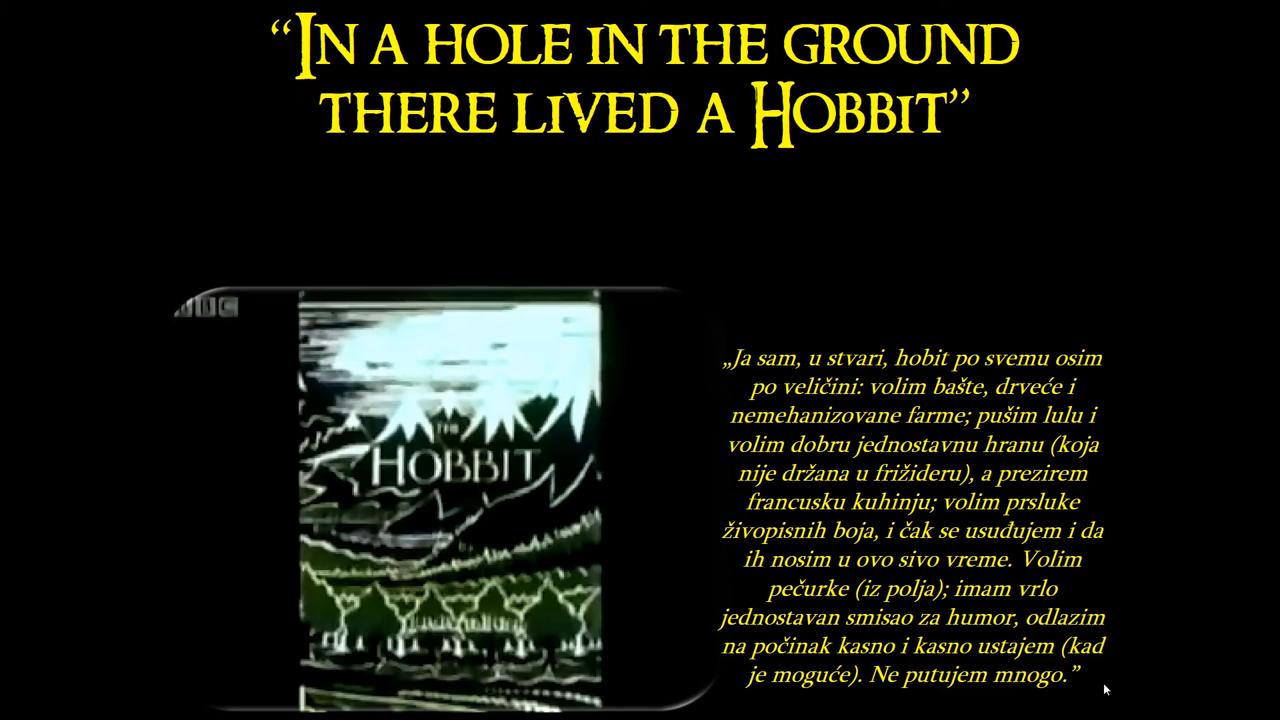 “In a hole in the ground
there lived a Hobbit”
BBC
THE
HOBBIT
„Ja sam, u stvari, hobit po svemu osim
po veličini: volim bašte, drveće i
nemehanizovane farme; pušim lulu i
volim dobru jednostavnu hranu (koja
nije držana u frižideru), a prezirem
francusku kuhinju; volim prsluke
živopisnih boja, i čak se usuđujem i da
ih nosim u ovo sivo vreme. Volim
pečurke (iz polja); imam vrlo
jednostavan smisao za humor, odlazim
na počinak kasno i kasno ustajem (kad
je moguće). Ne putujem mnogo.”